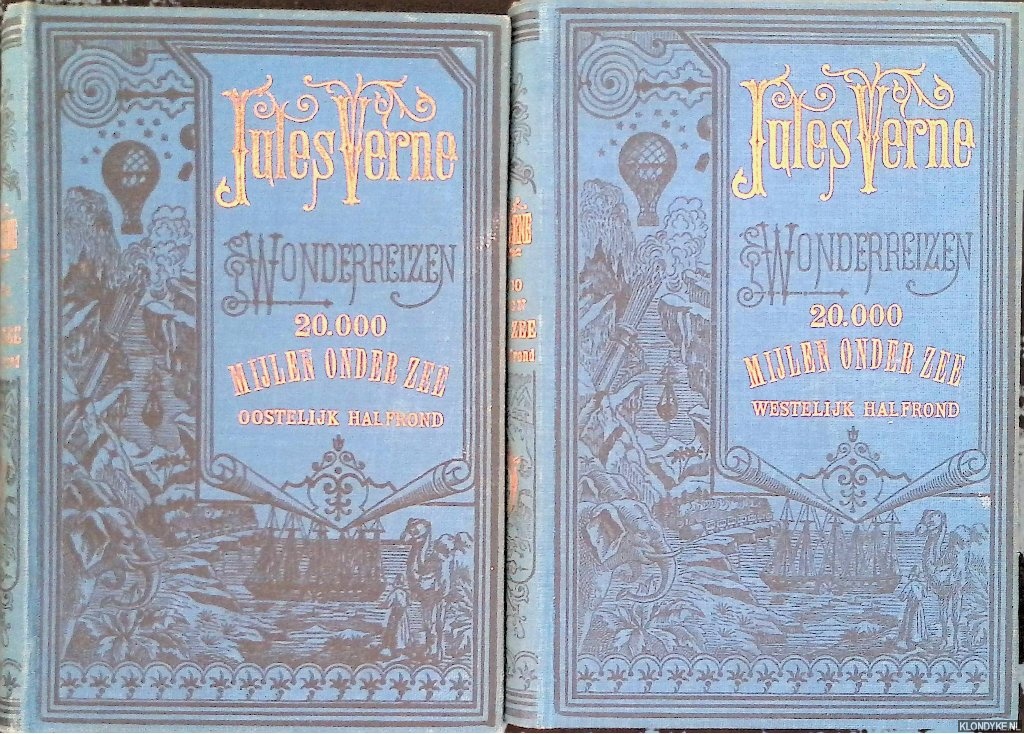 Jules Verne
Wonderreizen
20.000
MIJLEN ONDER ZEE
OOSTELIJK HALFROND
Jules Verne
Wonderreizen
20.000
MIJLEN ONDER ZEE
WESTELIJK HALFROND
KLONDYKE.NL